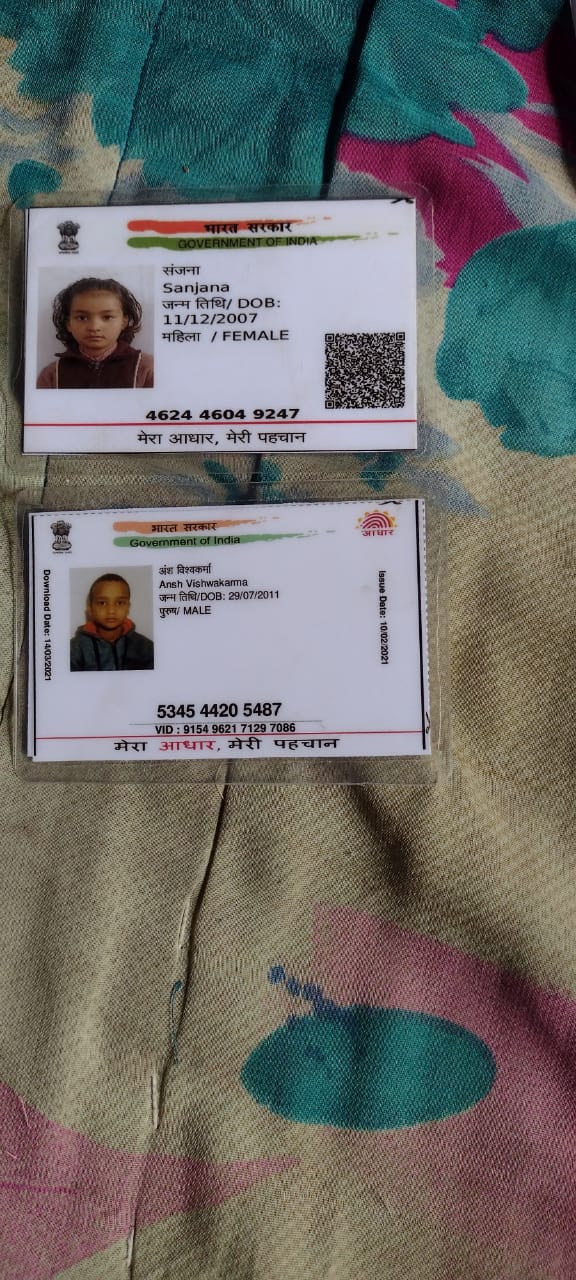 भारत सरकार
GOVERNMENT OF INDIA
संजना
Sanjana
जन्म तिथि/ DOB:
11/12/2007
महिला / FEMALE
4624 4604 9247
मेरा आधार, मेरी पहचान
भारत सरकार
Government of India
आधार
Download Date: 14/03/2021
अंश विश्वकर्मा
Ansh Vishwakarma
जन्म तिथि/DOB: 29/07/2011
पुरुष/ MALE
Issue Date: 10/02/2021
5345 4420 5487
VID : 9154 9621 7129 7086
मेरा आधार, मेरी पहचान